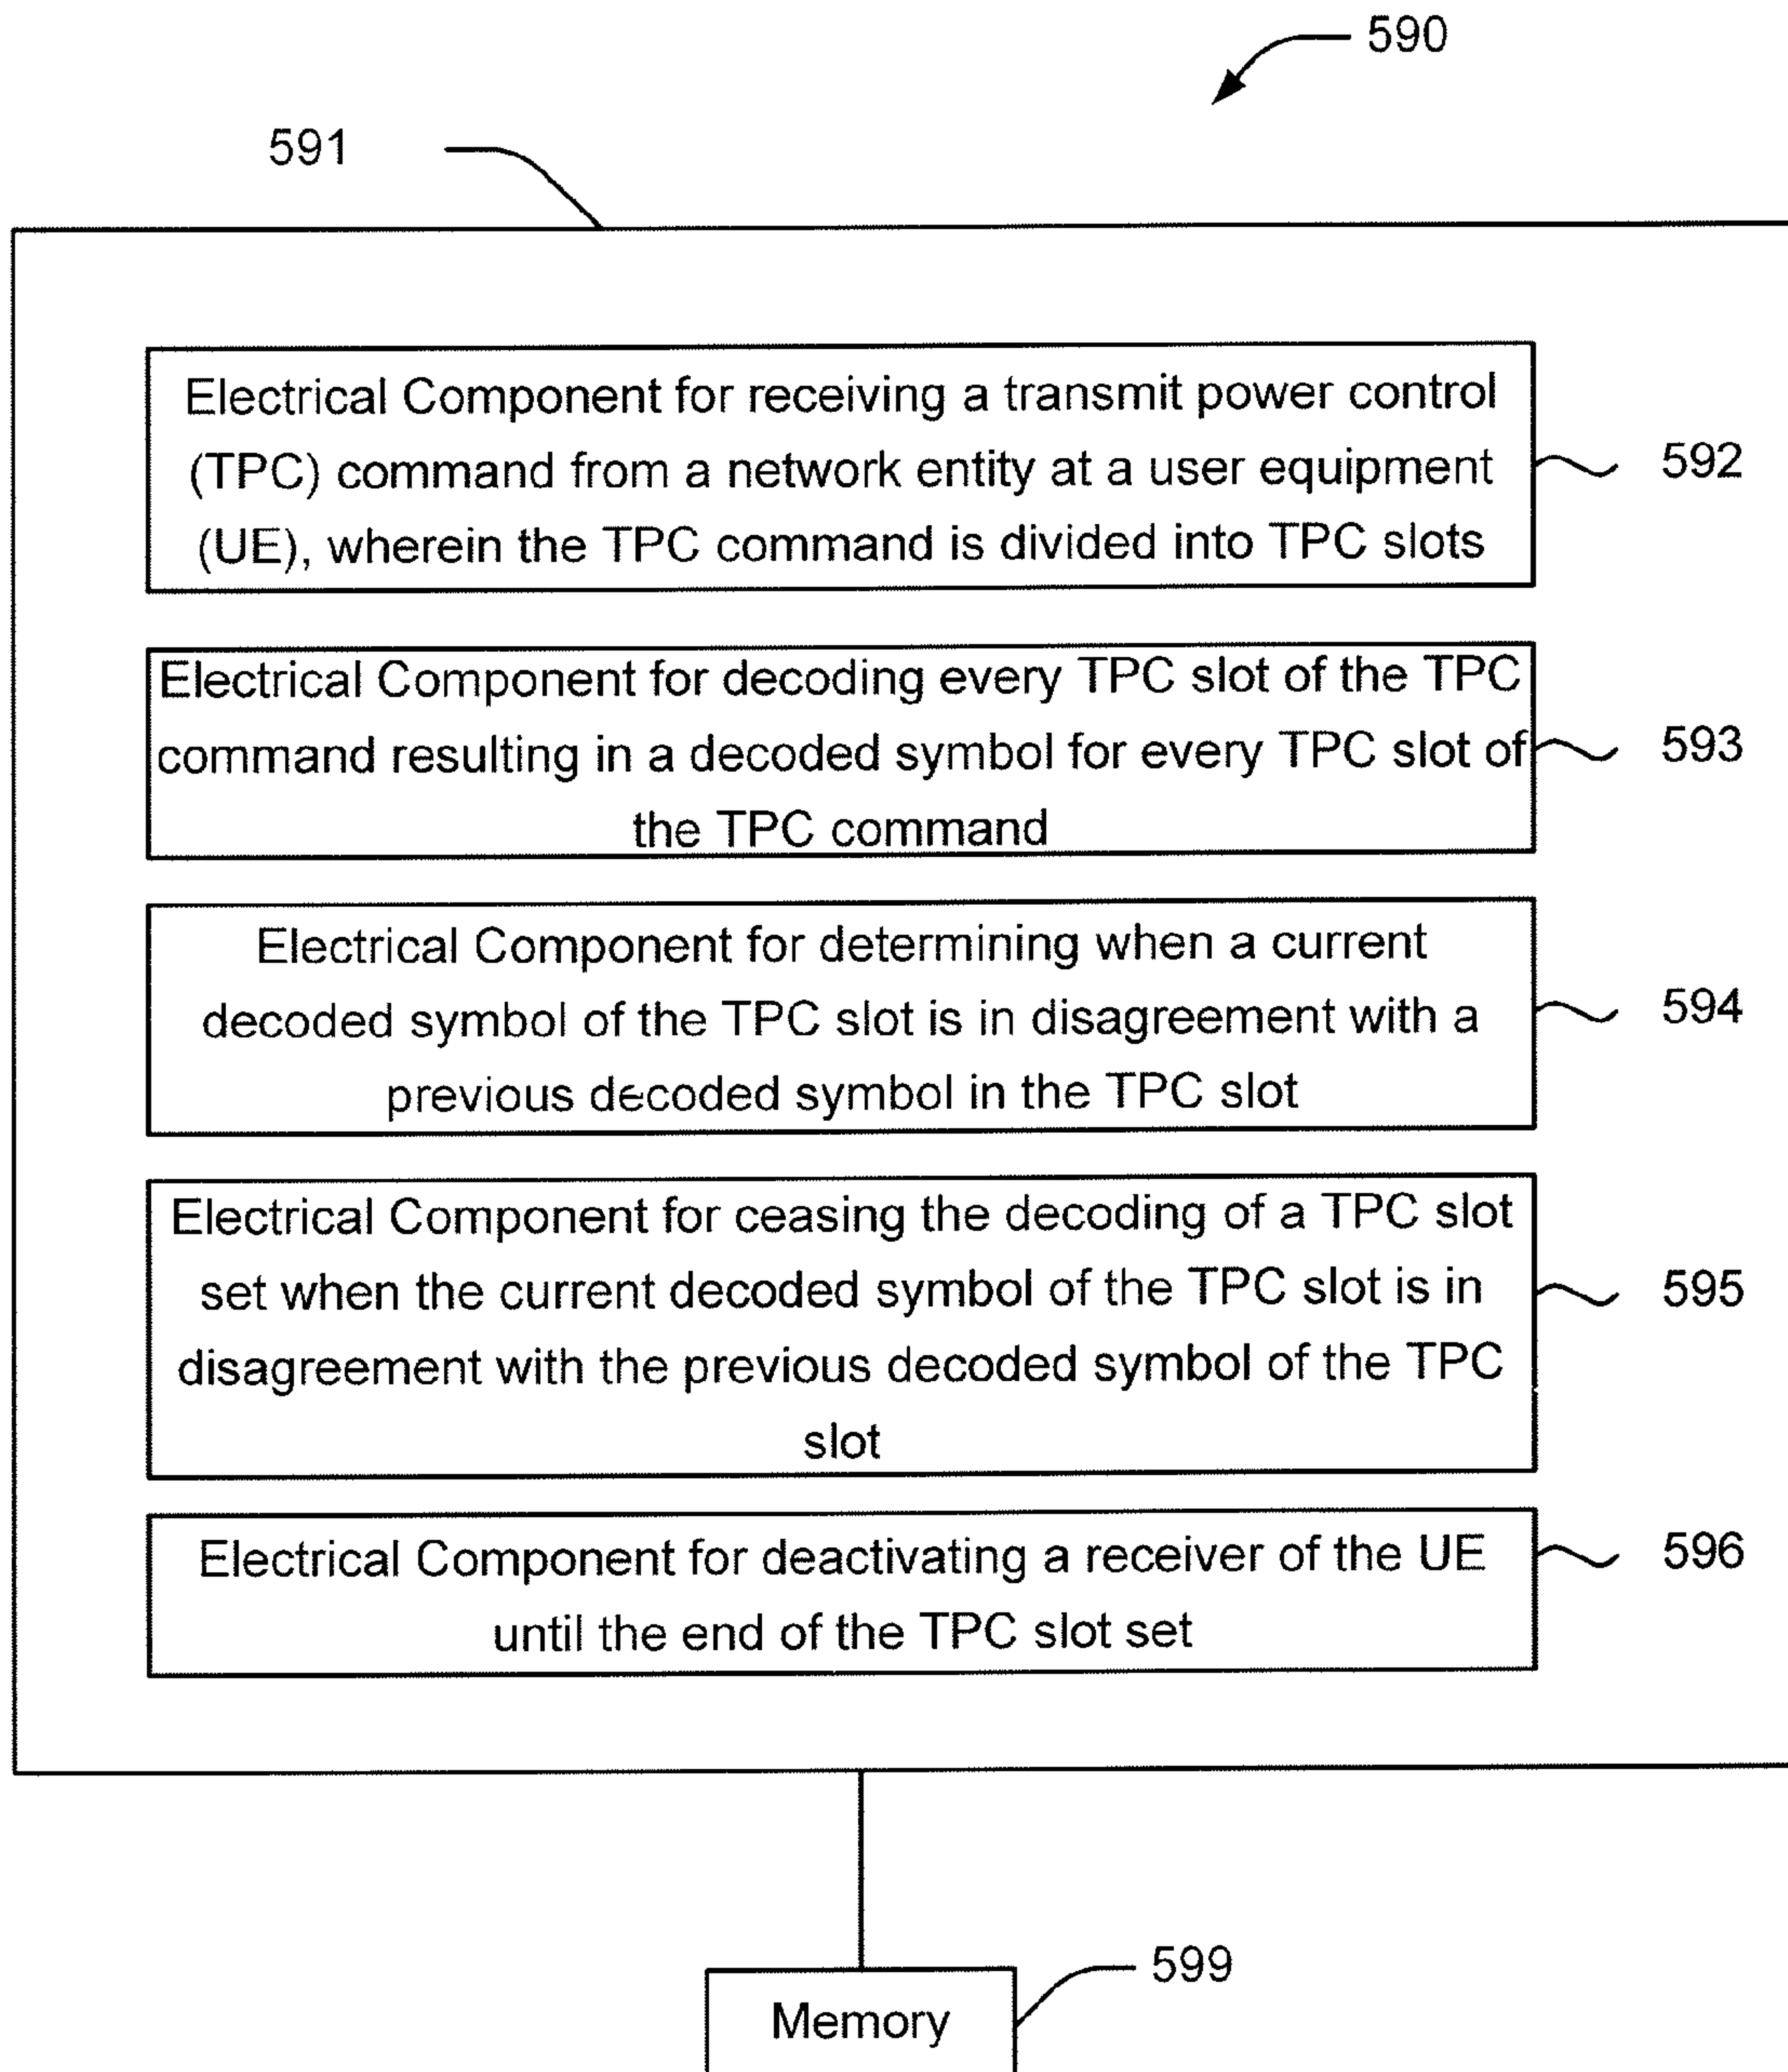 590
591
Electrical Component for receiving a transmit power control
(TPC) command from a network entity at a user equipment
(UE), wherein the TPC command is divided into TPC slots
592
Electrical Component for decoding every TPC slot of the TPC
command resulting in a decoded symbol for every TPC slot of
the TPC command
593
Electrical Component for determining when a current
decoded symbol of the TPC slot is in disagreement with a
previous decoded symbol in the TPC slot
594
Electrical Component for ceasing the decoding of a TPC slot
set when the current decoded symbol of the TPC slot is in
disagreement with the previous decoded symbol of the TPC
slot
595
Electrical Component for deactivating a receiver of the UE
until the end of the TPC slot set
596
599
Memory